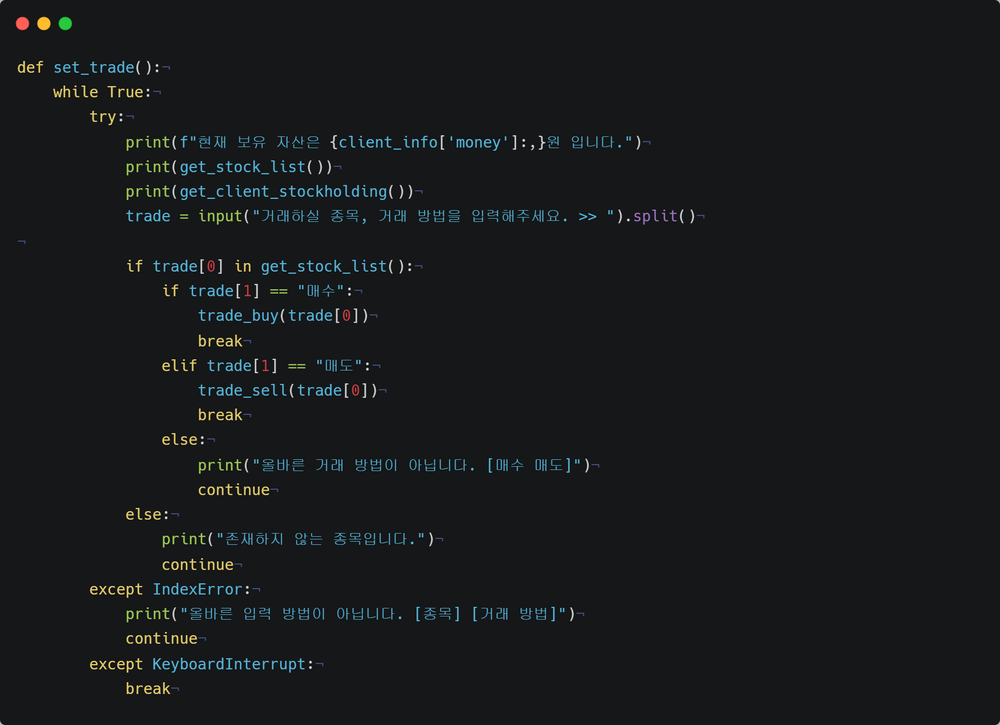 def set_trade():¬
    while True:¬
        try:¬
            print(f"현재 보유 자산은 {client_info['money']:,}원 입니다.")¬
            print(get_stock_list())¬
            print(get_client_stockholding())¬
            trade = input("거래하실 종목, 거래 방법을 입력해주세요. >> ").split()¬
¬
            if trade[0] in get_stock_list():¬
                if trade[1] == "매수":¬
                    trade_buy(trade[0])¬
                    break¬
                elif trade[1] == "매도":¬
                    trade_sell(trade[0])¬
                    break¬
                else:¬
                    print("올바른 거래 방법이 아닙니다. [매수 매도]")¬
                    continue¬
            else:¬
                print("존재하지 않는 종목입니다.")¬
                continue¬
        except IndexError:¬
            print("올바른 입력 방법이 아닙니다. [종목] [거래 방법]")¬
            continue¬
        except KeyboardInterrupt:¬
            break¬